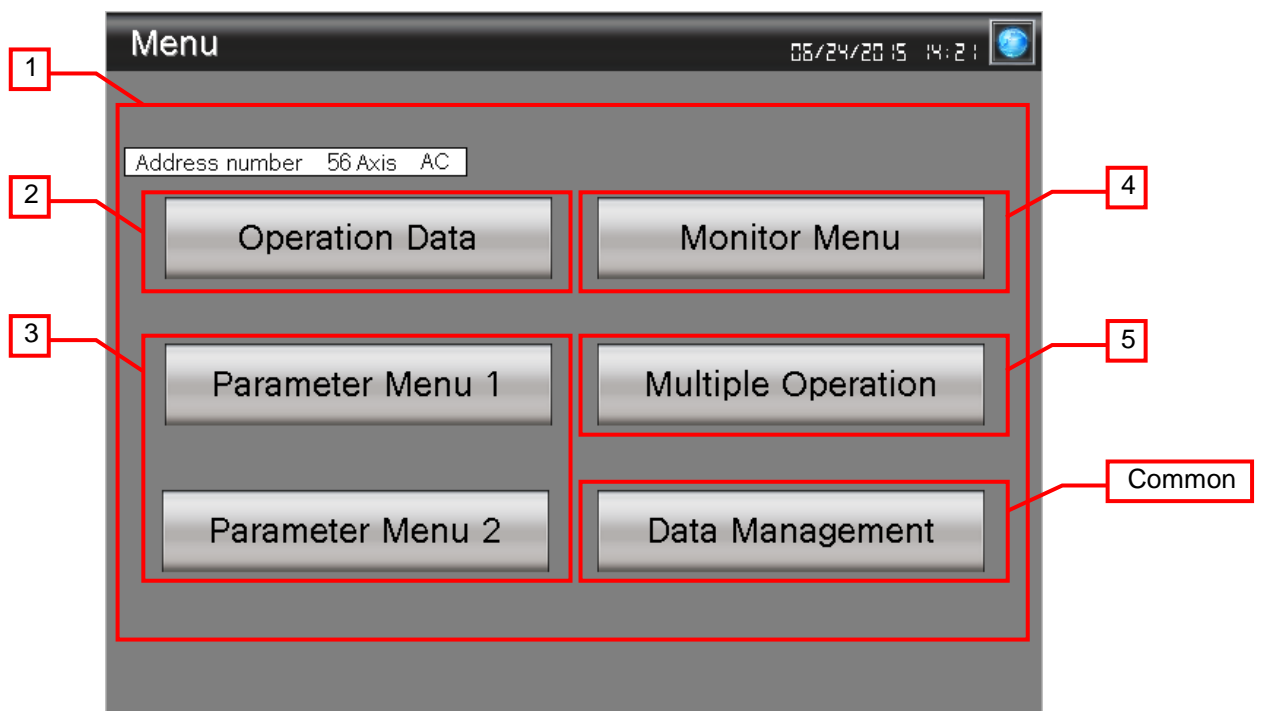 Menu
06/24/2015 14:21
1
Address number 56 Axis AC
2
4
Operation Data
Monitor Menu
3
5
Parameter Menu 1
Multiple Operation
Common
Parameter Menu 2
Data Management